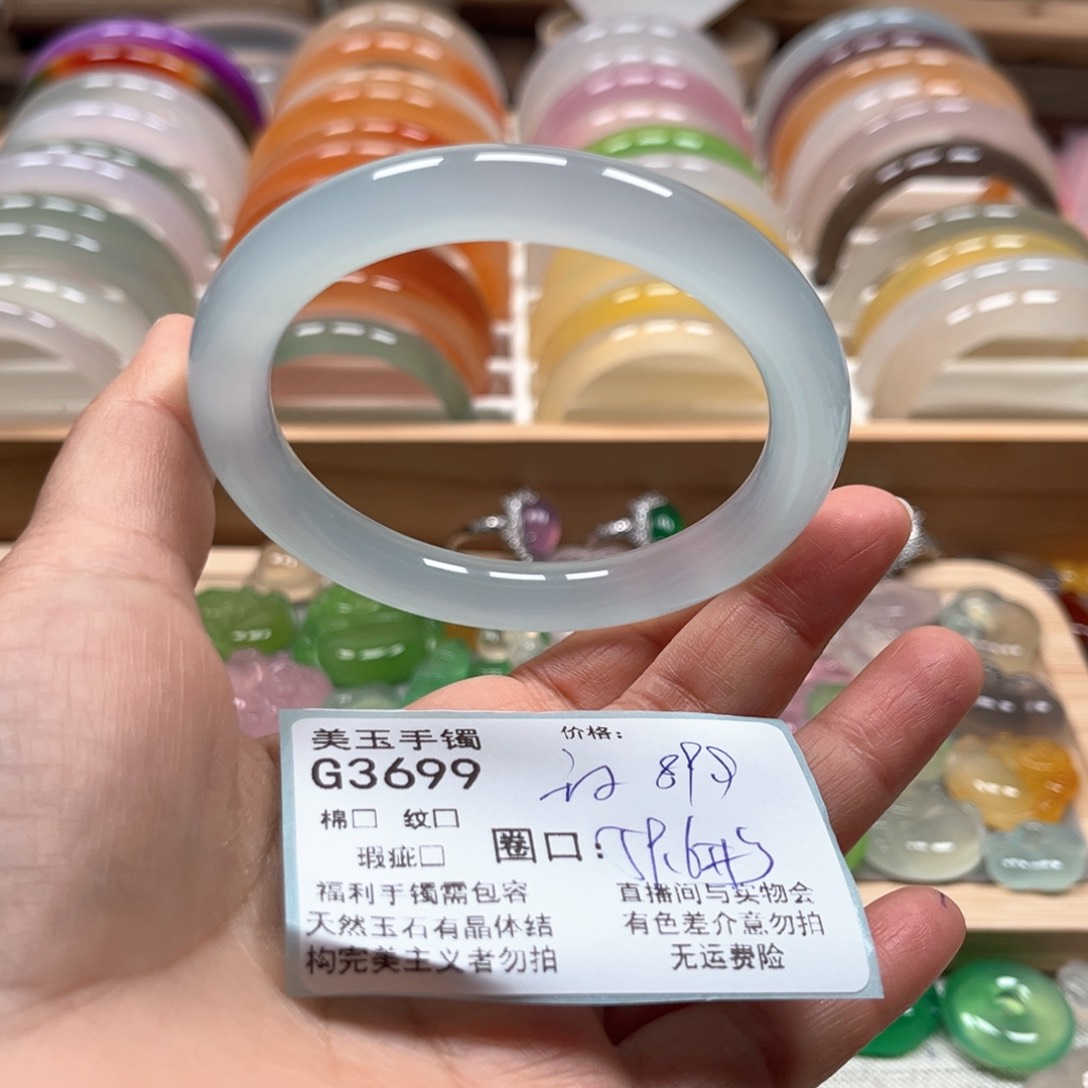 美玉手镯
价格：
G3699
899
棉□ 纹□
圈口：
瑕疵□
福利手镯需包容
天然玉石有晶体结
构完美主义者勿拍
直播间与实物会
有色差介意勿拍
无运费险